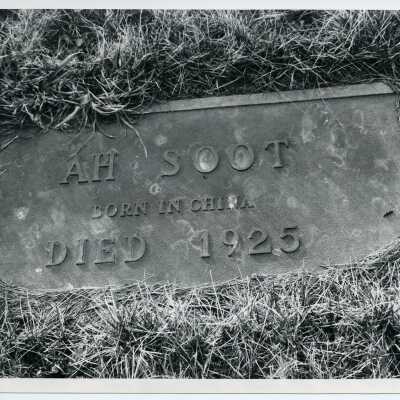 AH SOOT
BORN IN CHINA
DIED 1925